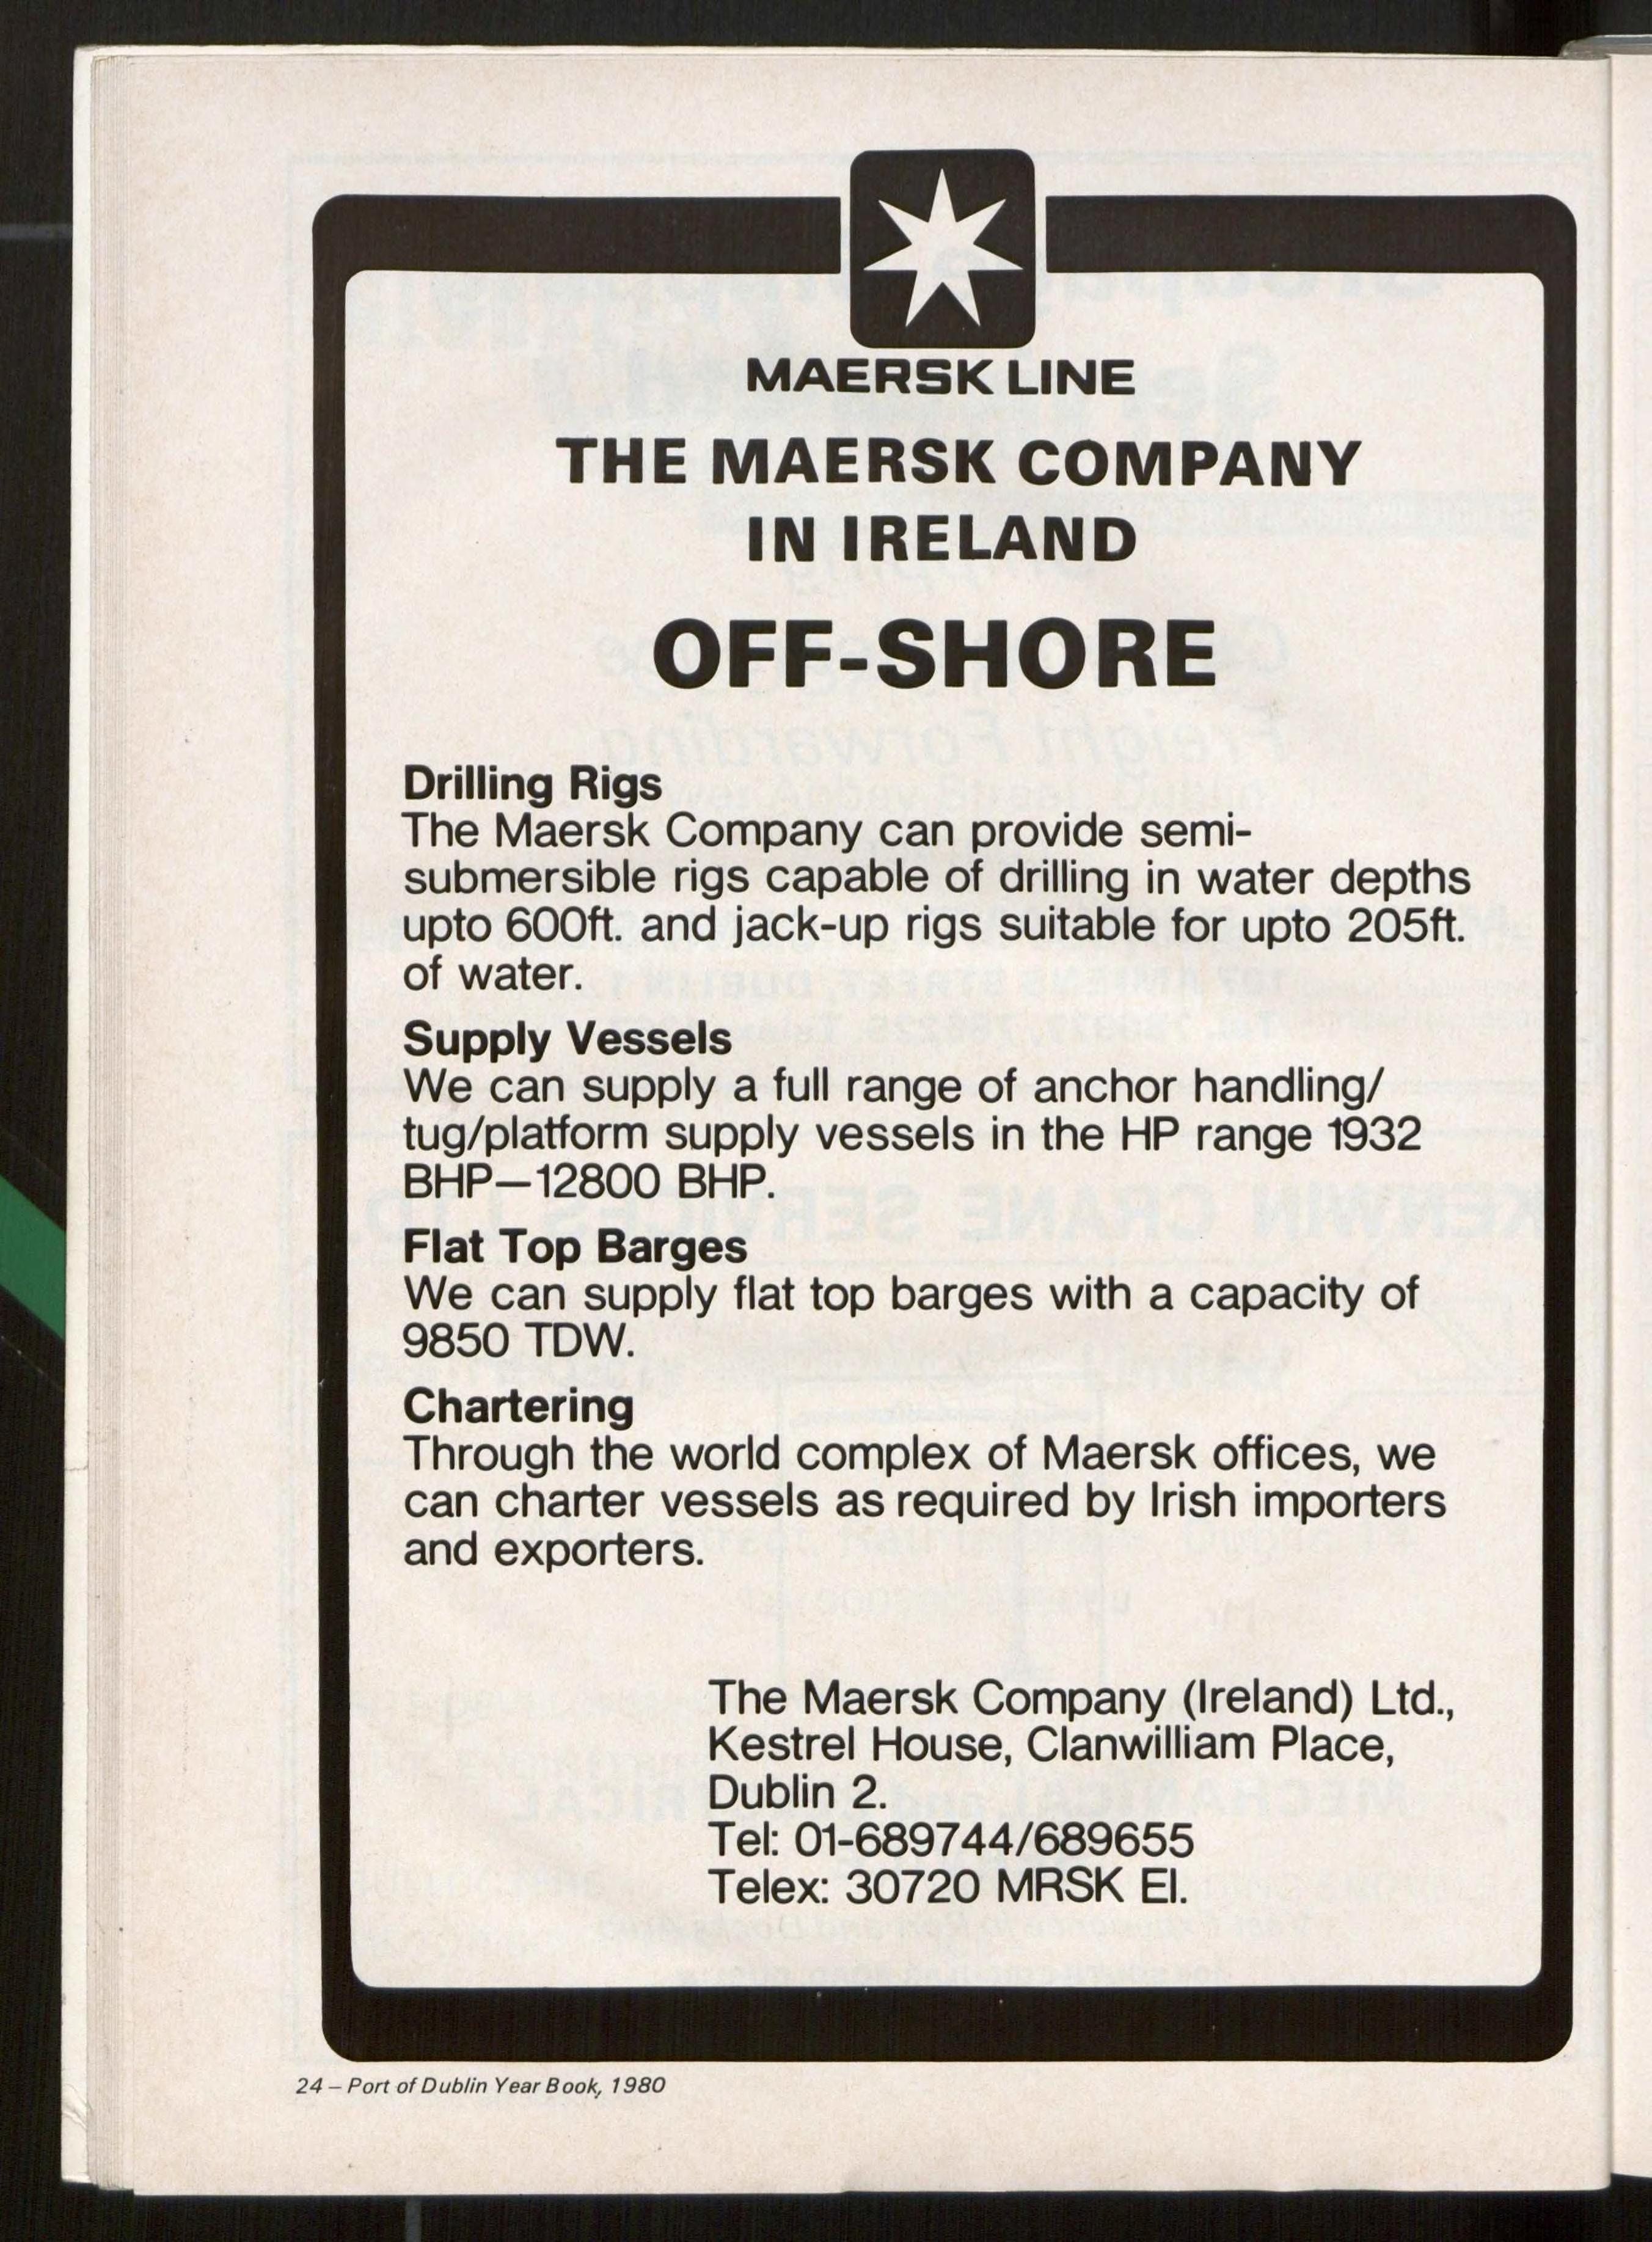 MAERSK LINE
THE MAERSK COMPANY
IN IRELAND
OFF-SHORE
Drilling Rigs
The Maersk Company can provide semi-
submersible rigs capable of drilling in water depths
upto 600ft. and jack-up rigs suitable for upto 205ft.
of water.
Supply Vessels
We can supply a full range of anchor handling/
tug/platform supply vessels in the HP range 1932
BHP—12800 BHP.
Flat Top Barges
We can supply flat top barges with a capacity of
9850 TDW.
Chartering
Through the world complex of Maersk offices, we
can charter vessels as required by Irish importers
and exporters.
The Maersk Company (Ireland) Ltd.,
Kestrel House, Clanwilliam Place,
Dublin 2.
Tel: 01-689744/689655
Telex: 30720 MRSK EI.
24 – Port of Dublin Year Book, 1980